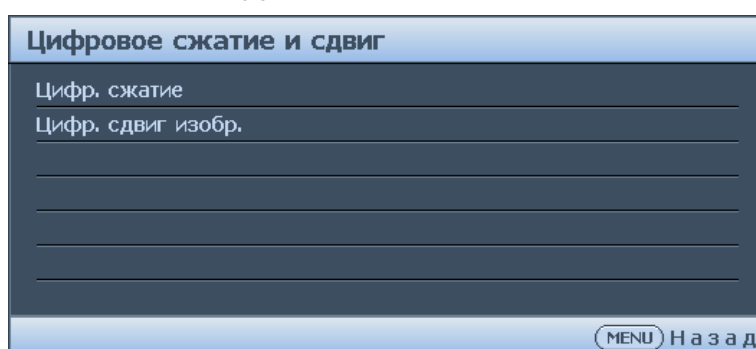 Цифровое сжатие и сдвиг
Цифр. сжатие
Цифр. сдвиг изобр.
MENU Назад